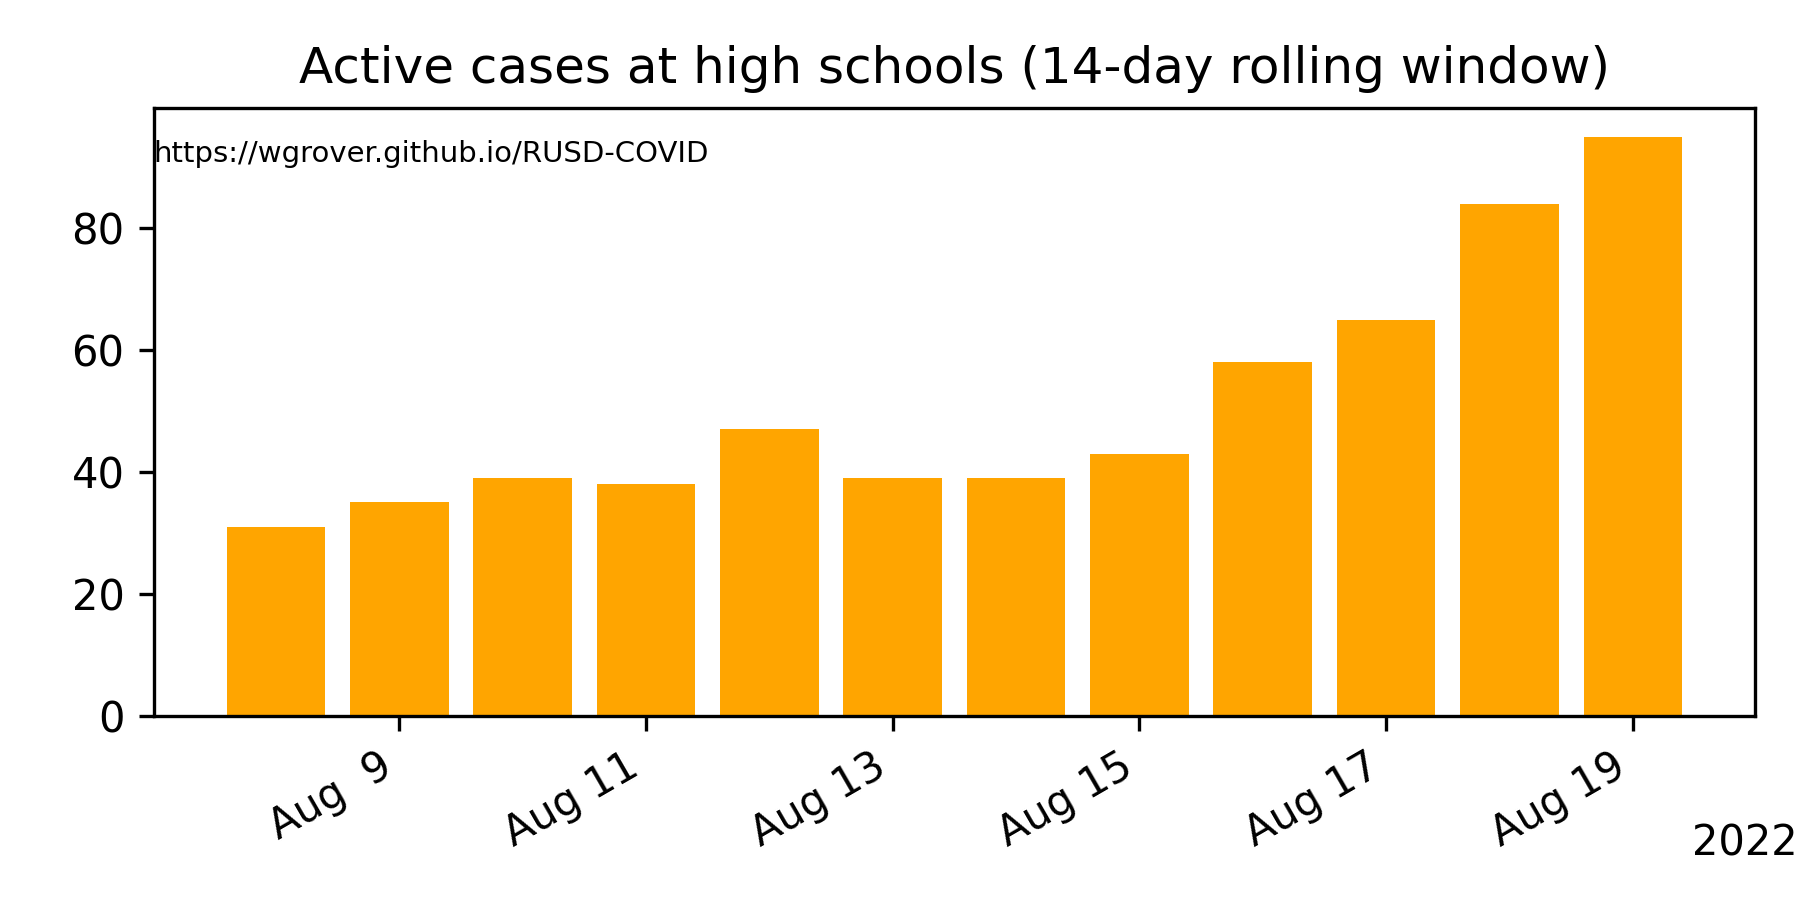 Active cases at high schools (14-day rolling window)
https://wgrover.github.io/RUSD-COVID
80
60
40
20
0
Aug  9
Aug 11
Aug 13
Aug 15
Aug 17
Aug 19
2022